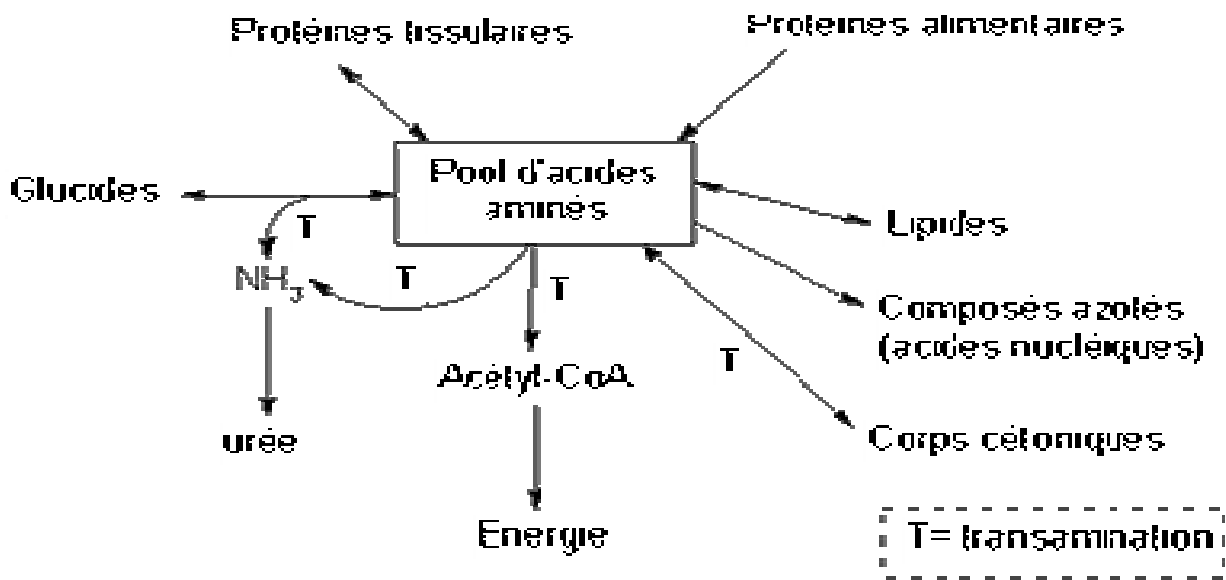 Protéines tissulaires
Protéines alimentaires
Pool d'acides
aminés
Glucides
T
Lipides
NH3
T
T
Composés azotés
(acides nucléiques)
T
Acétyl-CoA
urée
Corps cétoniques
Energie
T= transamination